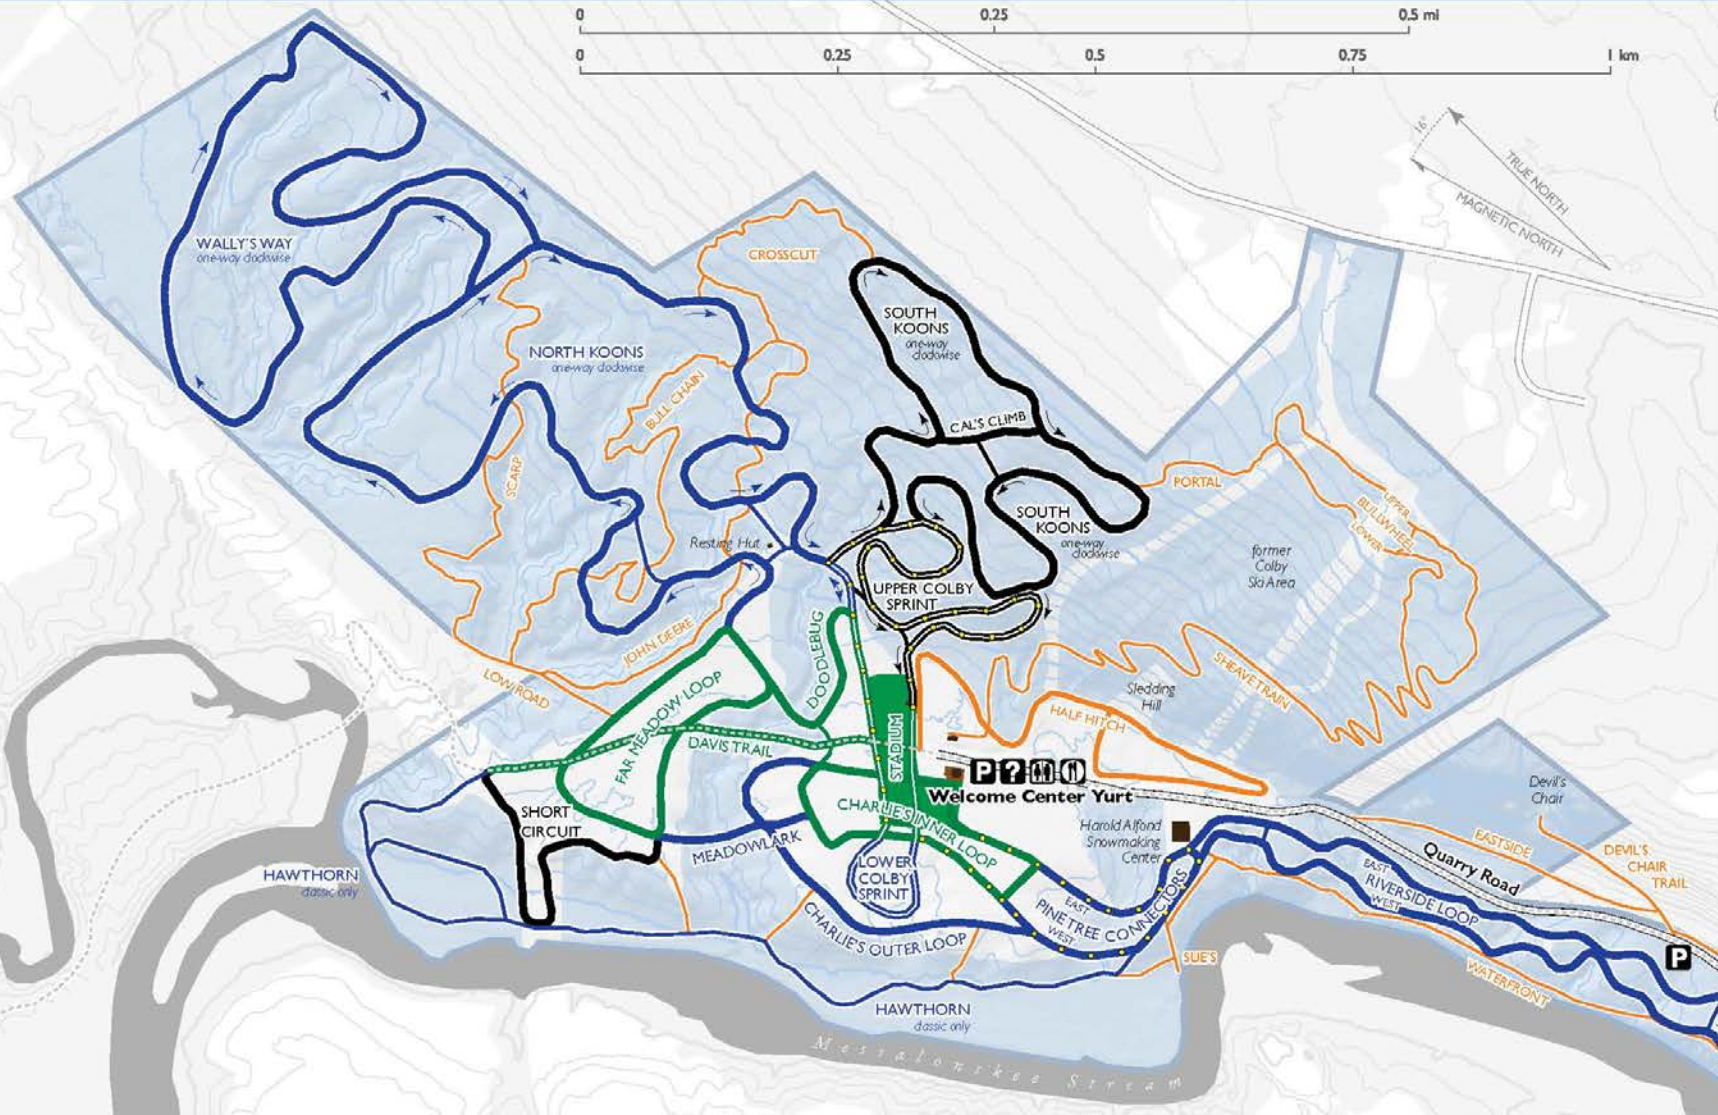 0 0.25 0.5 mi
0 0.25 0.5 0.75 1 km
16°
TRUE NORTH
MAGNETIC NORTH
WALLY'S WAY
one-way clockwise
CROSSCUT
SOUTH
KOONS
one-way
clockwise
NORTH KOONS
one-way clockwise
BULL CHAIN
CAL'S CLIMB
SCARP
PORTAL
UPPER
BULLWHEEL
LOWER
SOUTH
KOONS
one-way
clockwise
Resting Hut
former
Colby
Ski Area
UPPER COLBY
SPRINT
JOHN DEERE
DOODLEBUG
LOW ROAD
FAR MEADOW LOOP
SHEAVE TRAIN
Sledding
Hill
HALF HITCH
DAVIS TRAIL
STADIUM
P ?
Welcome Center Yurt
Devil's
Chair
SHORT
CIRCUIT
CHARLIE'S INNER LOOP
Harold Alfond
Snowmaking
Center
MEADOWLARK
EASTSIDE
DEVIL'S
CHAIR
TRAIL
Quarry Road
LOWER
COLBY
SPRINT
HAWTHORN
classic only
EAST
RIVERSIDE LOOP
WEST
EAST
PINE TREE CONNECTORS
WEST
CHARLIE'S OUTER LOOP
SUE'S
P
WATERFRONT
HAWTHORN
classic only
Messalonskee Stream